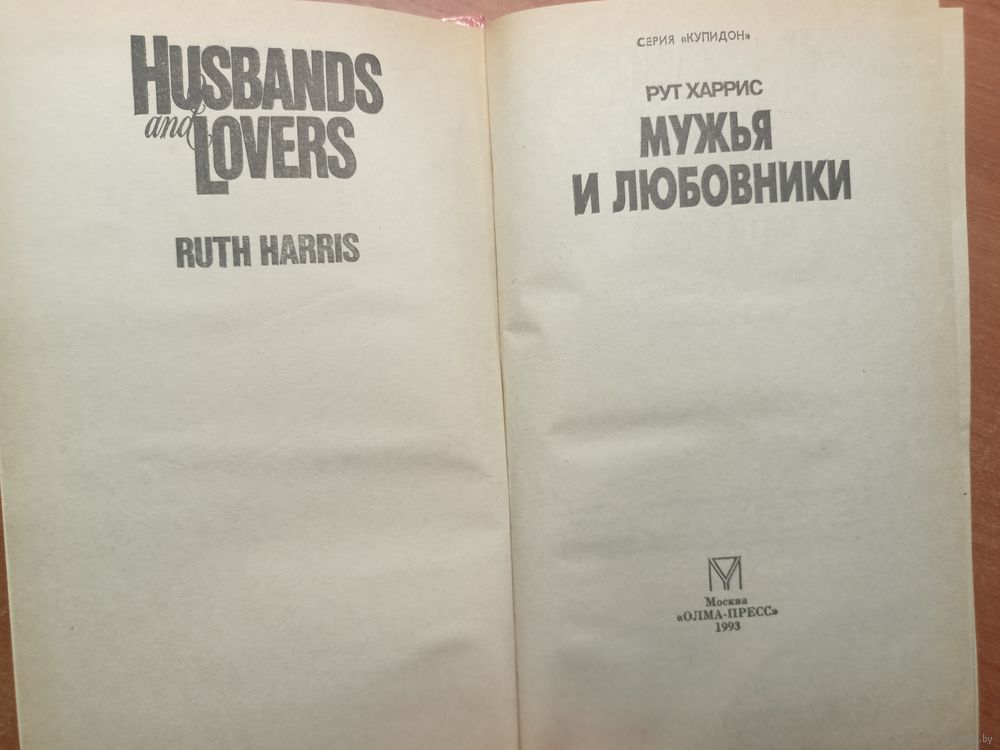 HUSBANDS
and LOVERS
RUTH HARRIS
СЕРИЯ «КУПИДОН»
РУТ ХАРРИС
МУЖЬЯ
И ЛЮБОВНИКИ
Москва
«ОЛМА-ПРЕСС»
1993